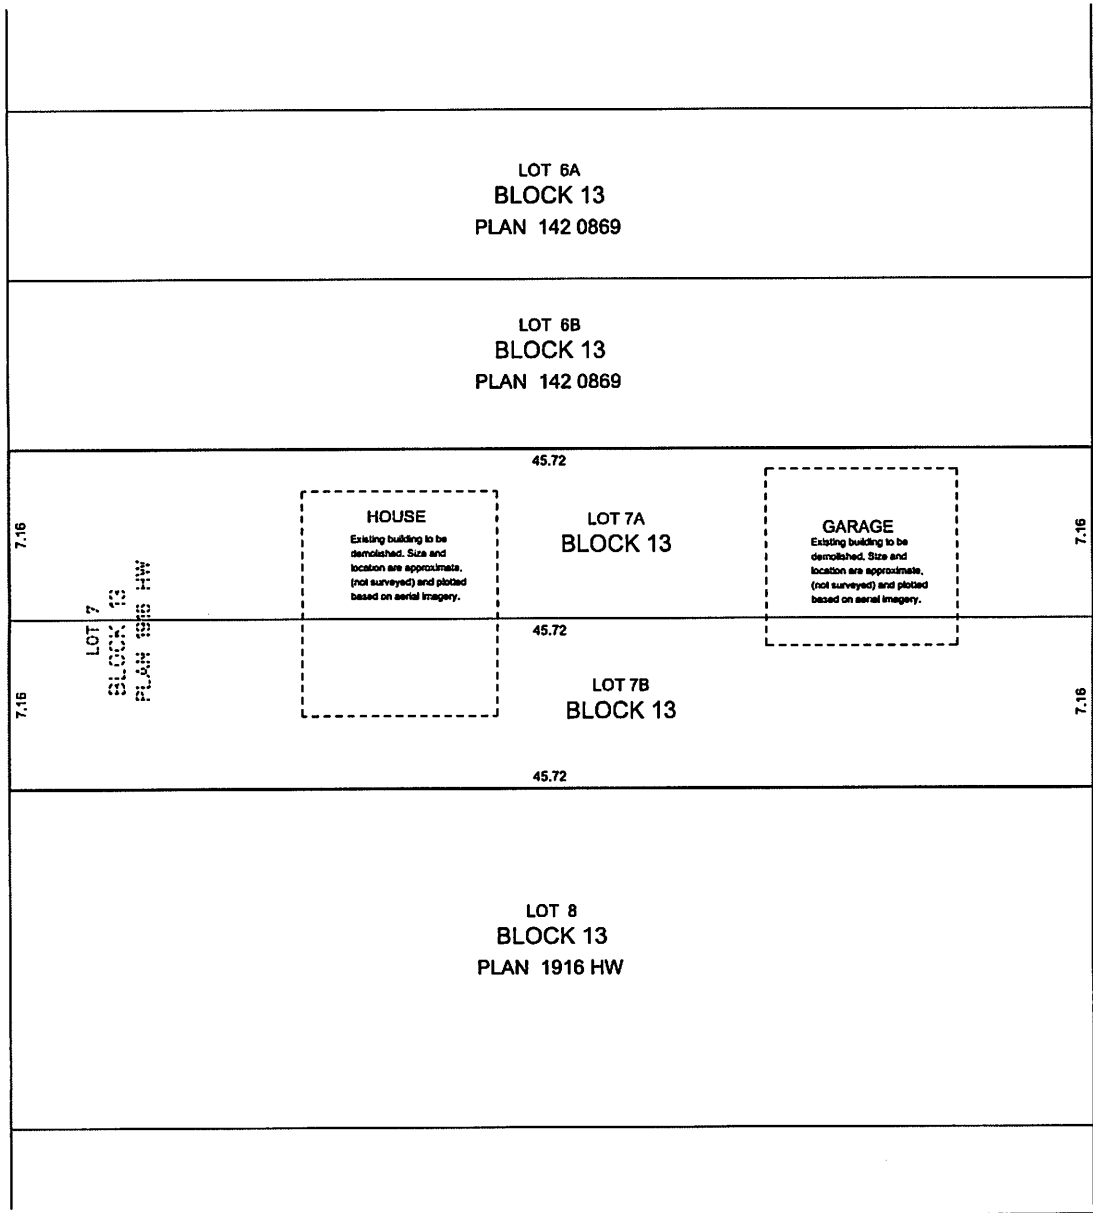 LOT 6A
BLOCK 13
PLAN 142 0869
LOT 6B
BLOCK 13
PLAN 142 0869
45.72
7.16
HOUSE
Existing building to be
demolished. Size and
location are approximate,
(not surveyed) and plotted
based on aerial imagery.
LOT 7A
BLOCK 13
GARAGE
Existing building to be
demolished. Size and
location are approximate,
(not surveyed) and plotted
based on aerial imagery.
7.16
LOT 7
BLOCK 13
PLAN 1916 HW
45.72
7.16
LOT 7B
BLOCK 13
7.16
45.72
LOT 8
BLOCK 13
PLAN 1916 HW